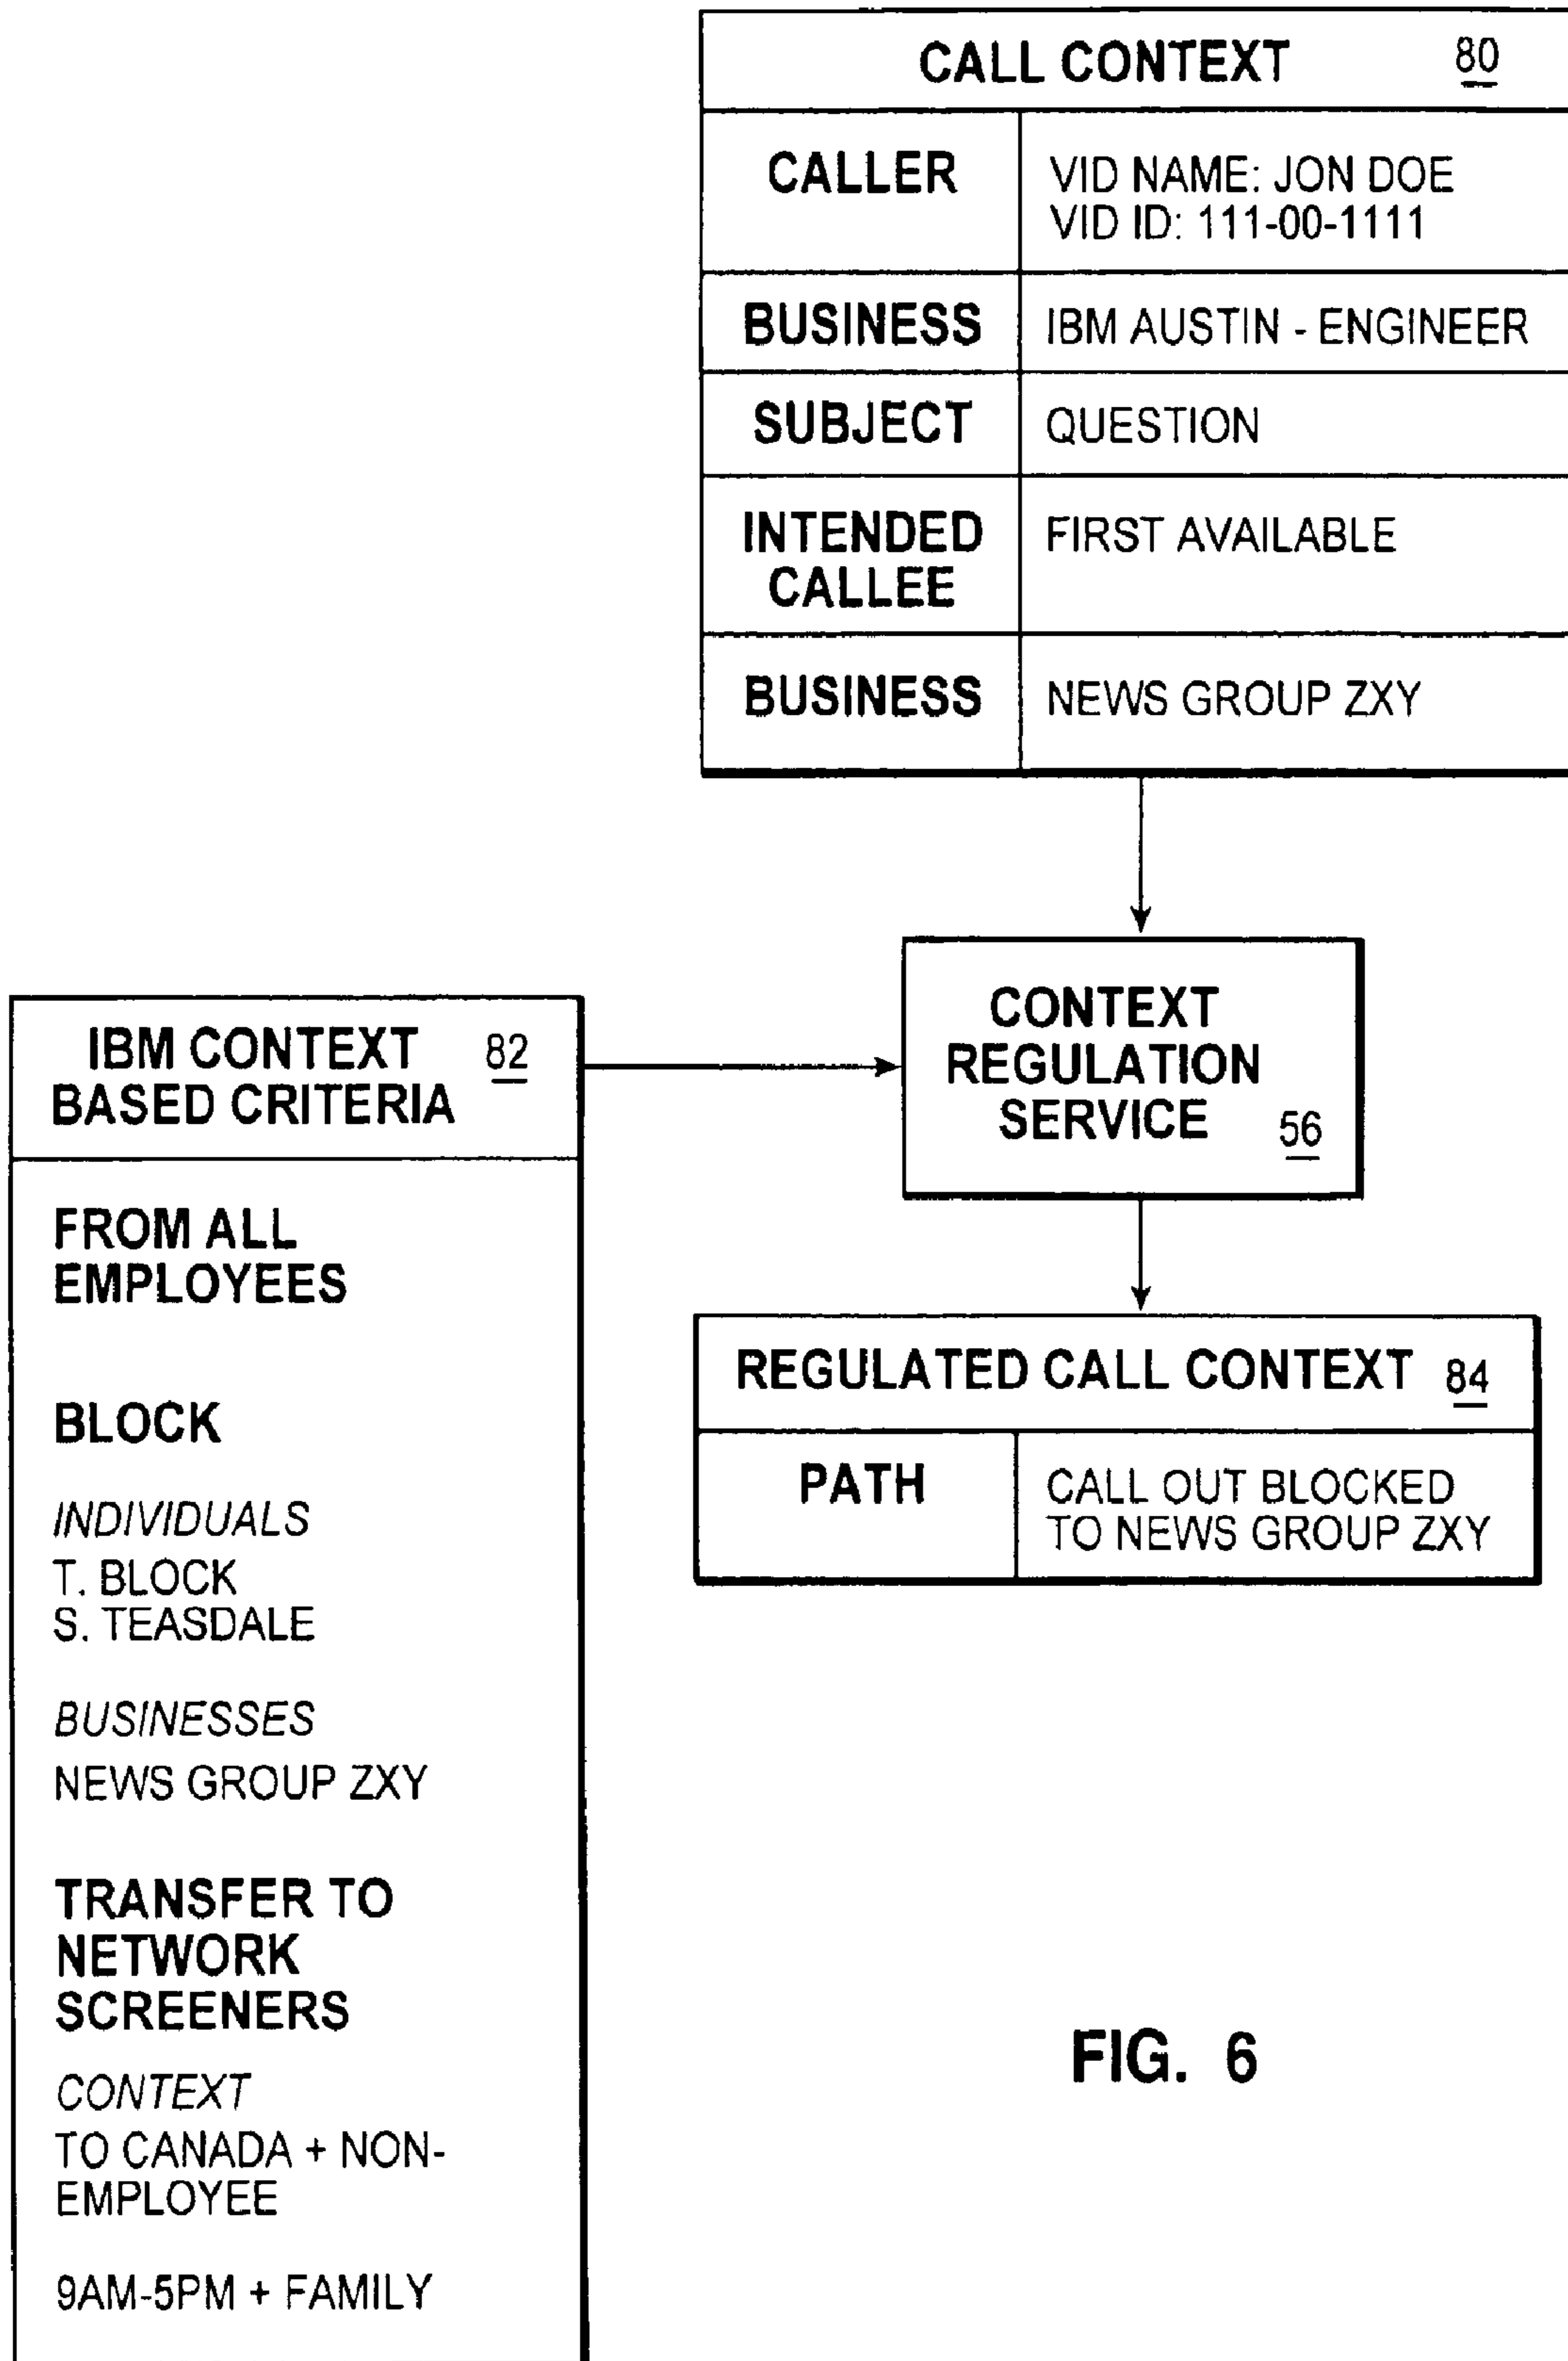 CALL CONTEXT 80
CALLER
VID NAME: JON DOE
VID ID: 111-00-1111
BUSINESS
IBM AUSTIN - ENGINEER
SUBJECT
QUESTION
INTENDED
CALLEE
FIRST AVAILABLE
BUSINESS
NEWS GROUP ZXY
CONTEXT
REGULATION
SERVICE 56
IBM CONTEXT 82
BASED CRITERIA
FROM ALL
EMPLOYEES
BLOCK
INDIVIDUALS
T. BLOCK
S. TEASDALE
BUSINESSES
NEWS GROUP ZXY
TRANSFER TO
NETWORK
SCREENERS
CONTEXT
TO CANADA + NON-
EMPLOYEE
9AM-5PM + FAMILY
REGULATED CALL CONTEXT 84
PATH
CALL OUT BLOCKED
TO NEWS GROUP ZXY
FIG. 6